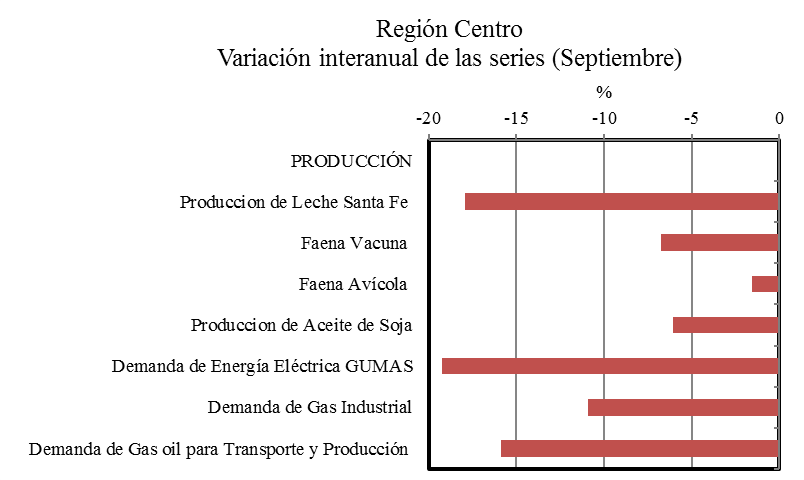 Región Centro
Variación interanual de las series (Septiembre)
%
-20 -15 -10 -5 0
PRODUCCIÓN
Produccion de Leche Santa Fe
Faena Vacuna
Faena Avícola
Produccion de Aceite de Soja
Demanda de Energía Eléctrica GUMAS
Demanda de Gas Industrial
Demanda de Gas oil para Transporte y Producción